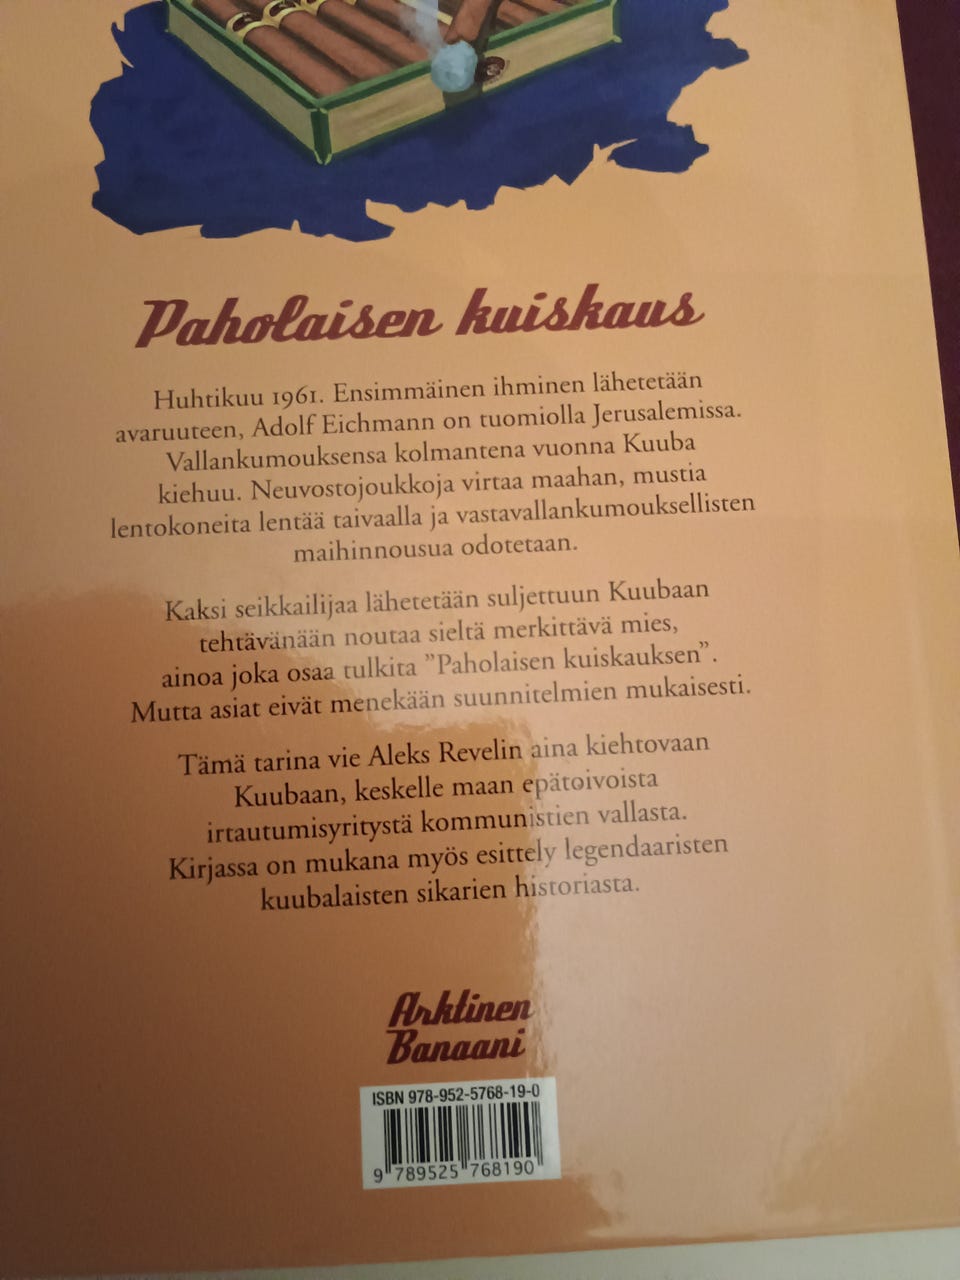 Paholaisen kuiskaus
Huhtikuu 1961. Ensimmäinen ihminen lähetetään
avaruuteen, Adolf Eichmann on tuomiolla Jerusalemissa.
Vallankumouksensa kolmantena vuonna Kuuba
kiehuu. Neuvostojoukkoja virtaa maahan, mustia
lentokoneita lentää taivaalla ja vastavallankumouksellisten
maihinnousua odotetaan.
Kaksi seikkailijaa lähetetään suljettuun Kuubaan
tehtävänään noutaa sieltä merkittävä mies,
ainoa joka osaa tulkita ”Paholaisen kuiskauksen”.
Mutta asiat eivät menekään suunnitelmien mukaisesti.
Tämä tarina vie Aleks Revelin aina kiehtovaan
Kuubaan, keskelle maan epätoivoista
irtautumisyritystä kommunistien vallasta.
Kirjassa on mukana myös esittely legendaaristen
kuubalaisten sikarien historiasta.
Arktinen
Banaani
ISBN 978-952-5768-19-0
9 789525 768190